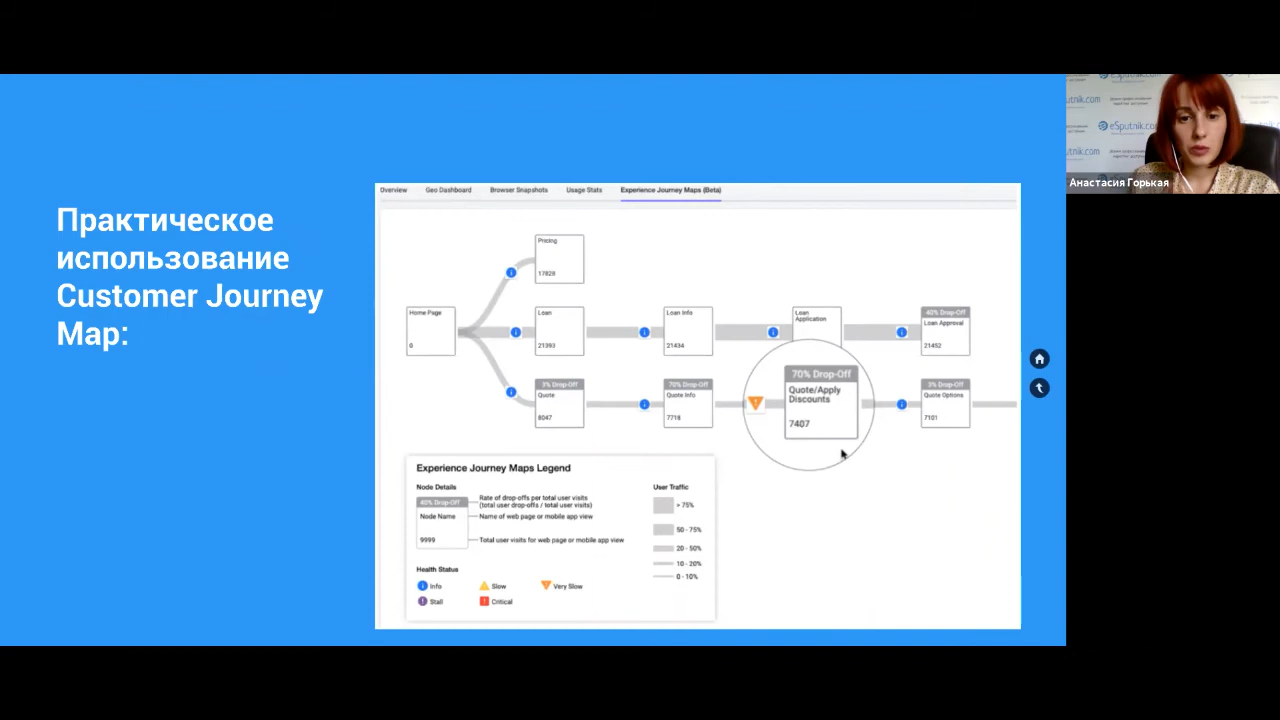 Практическое
использование
Customer Journey
Map:
Overview Geo Dashboard Browser Snapshots Usage Stats Experience Journey Maps (Beta)
Pricing
17828
Home Page
0
Loan
21393
Loan Info
21434
Loan
Application
40% Drop-Off
Loan Approval
21452
3% Drop-Off
Quote
8047
70% Drop-Off
Quote Info
7718
70% Drop-Off
Quote/Apply
Discounts
7407
3% Drop-Off
Quote Options
7101
Experience Journey Maps Legend
Node Details
40% Drop-Off
Node Name
9999
Rate of drop-offs per total user visits
(total user drop-offs / total user visits)
Name of web page or mobile app view
Total user visits for web page or mobile app view
Health Status
Info
Slow
Very Slow
Stall
Critical
User Traffic
> 75%
50 - 75%
20 - 50%
10 - 20%
0 - 10%
eSputnik.com
Анастасия Горькая